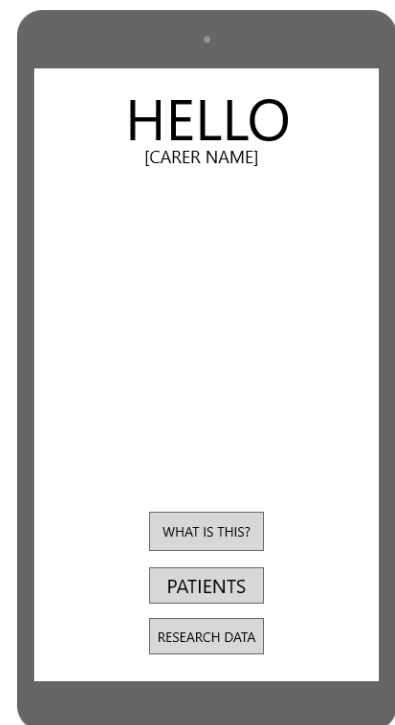 HELLO
[CARER NAME]
WHAT IS THIS?
PATIENTS
RESEARCH DATA